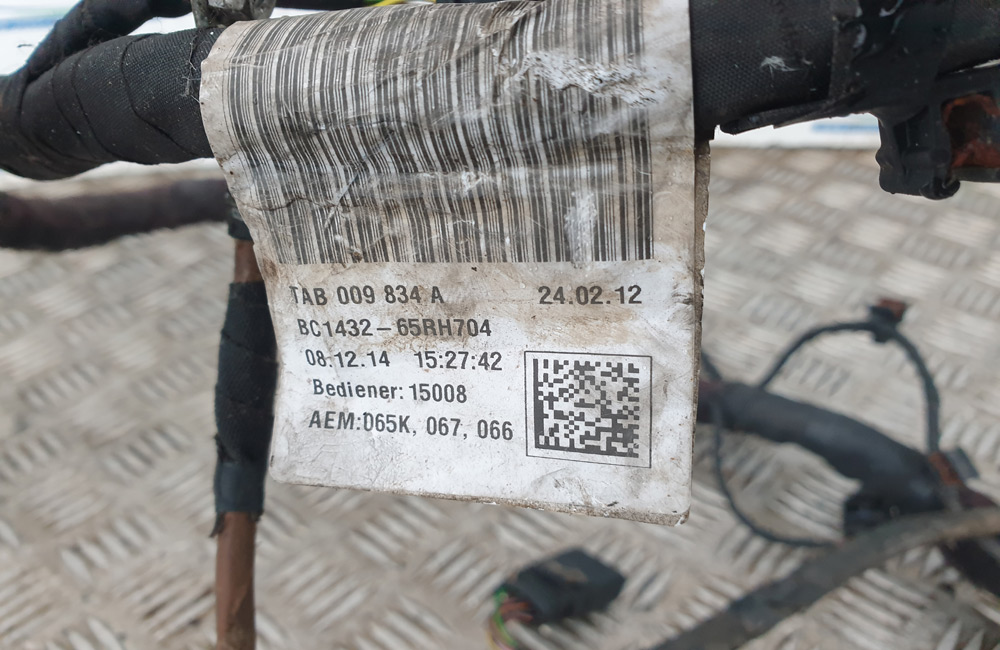 TAB 009 834 A 24.02.12
BC1432-65RH704
08.12.14 15:27:42
Bediener: 15008
AEM:065K, 067, 066